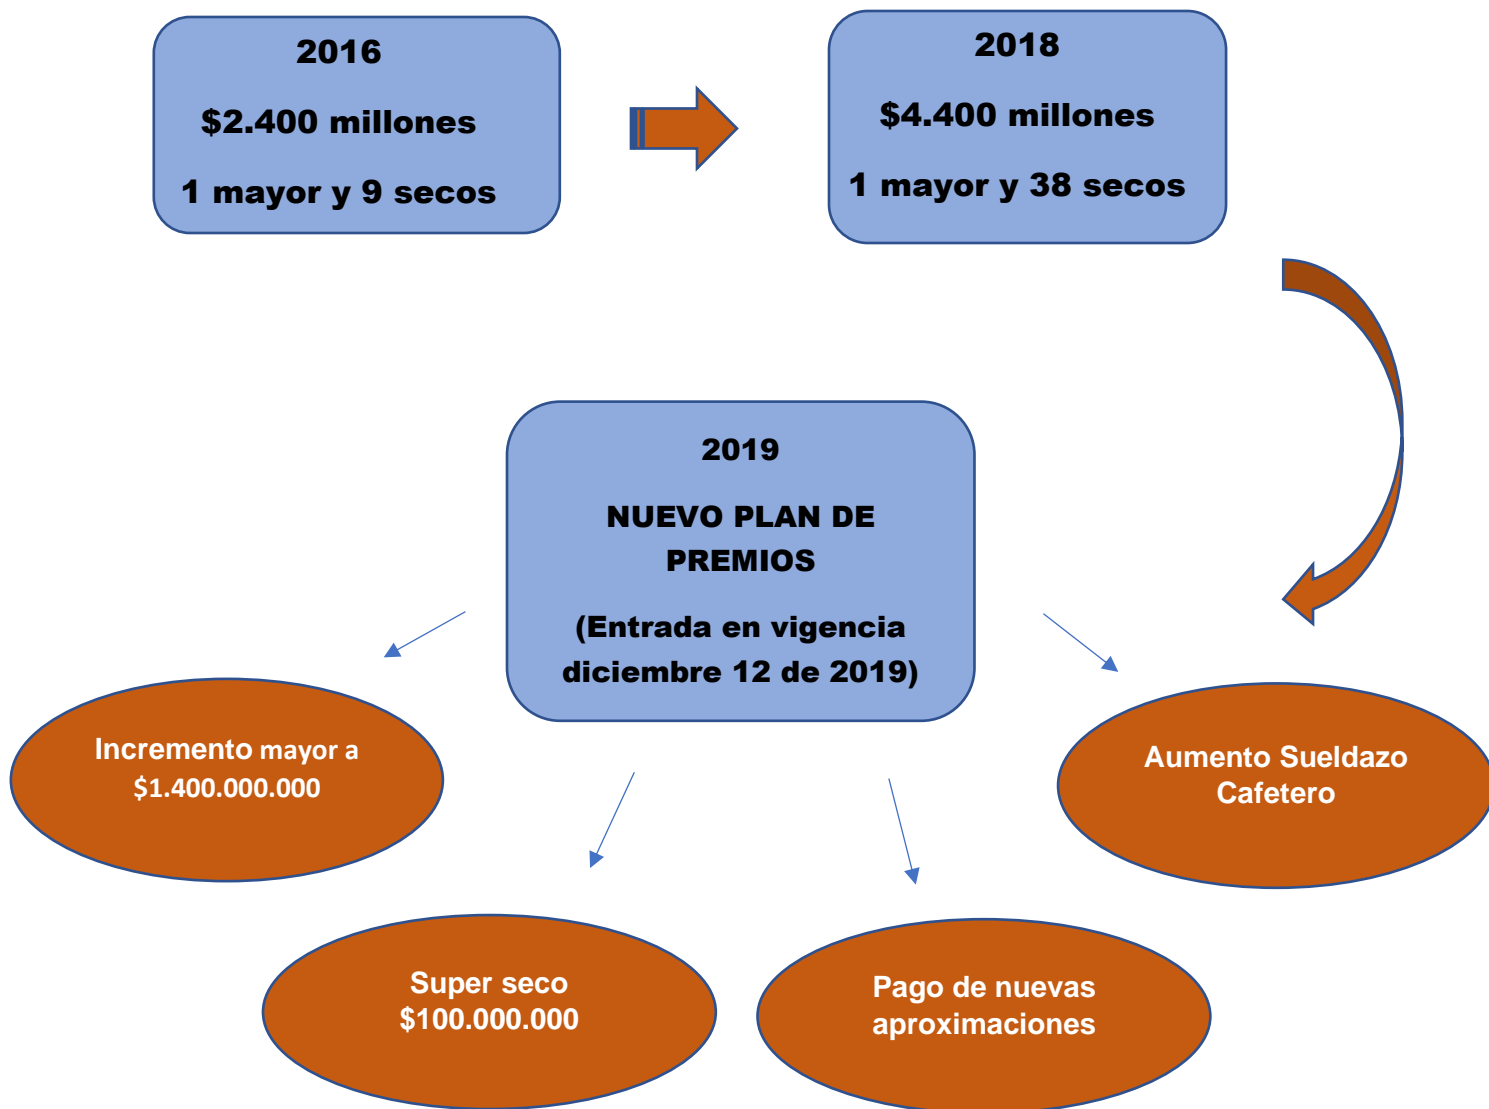 2016
$2.400 millones
1 mayor y 9 secos
2018
$4.400 millones
1 mayor y 38 secos
2019
NUEVO PLAN DE
PREMIOS
(Entrada en vigencia
diciembre 12 de 2019)
Incremento mayor a
$1.400.000.000
Super seco
$100.000.000
Pago de nuevas
aproximaciones
Aumento Sueldazo
Cafetero